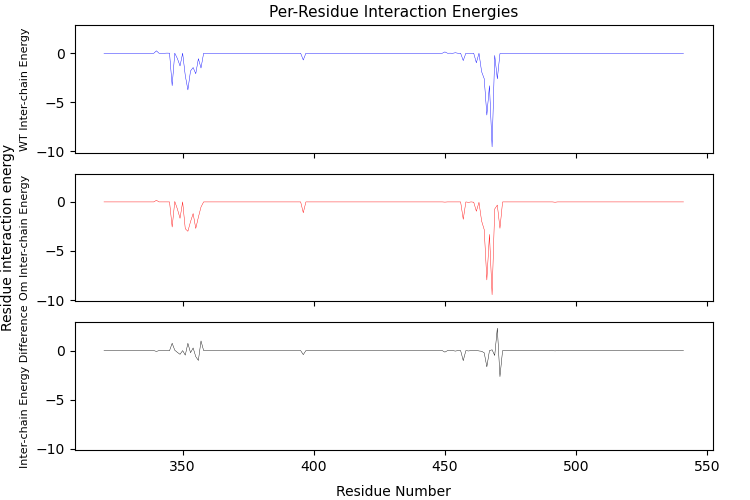 Per-Residue Interaction Energies
Residue interaction energy
WT Inter-chain Energy
0
−5
−10
Om Inter-chain Energy
0
−5
−10
Inter-chain Energy Difference
0
−5
−10
350
400
450
500
550
Residue Number